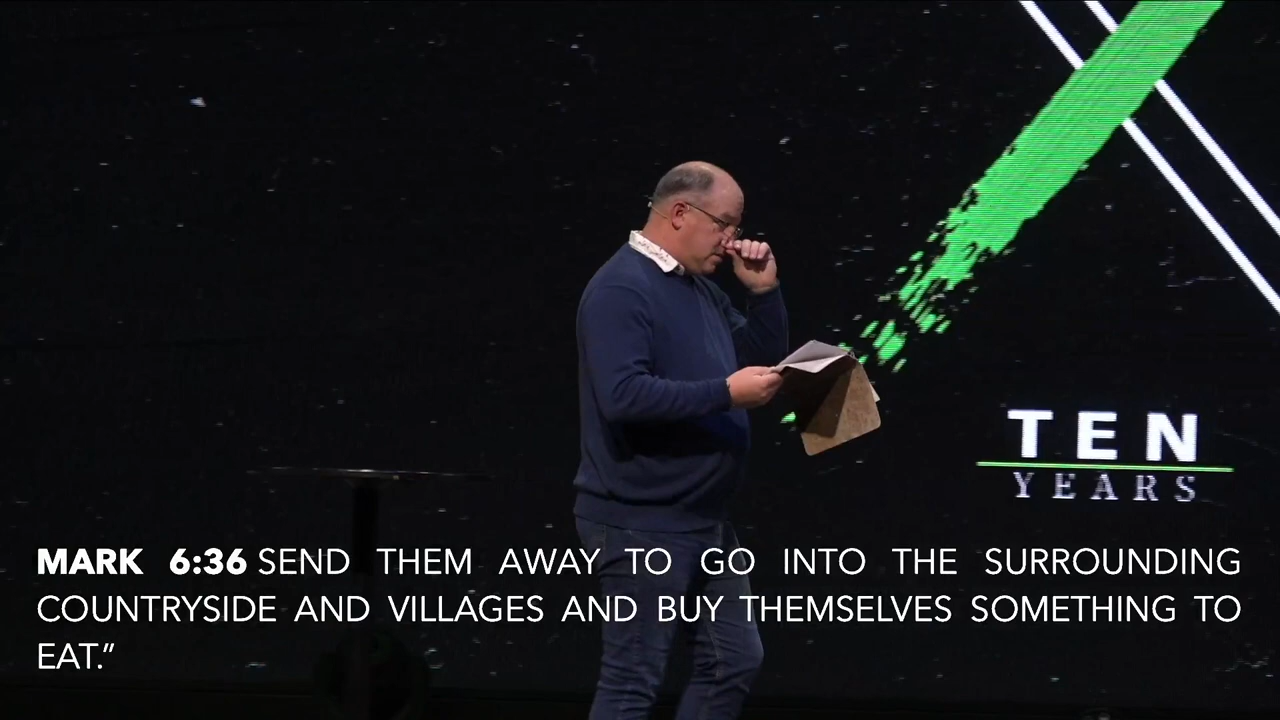 TEN
YEARS
MARK 6:36 SEND THEM AWAY TO GO INTO THE SURROUNDING
COUNTRYSIDE AND VILLAGES AND BUY THEMSELVES SOMETHING TO
EAT.”